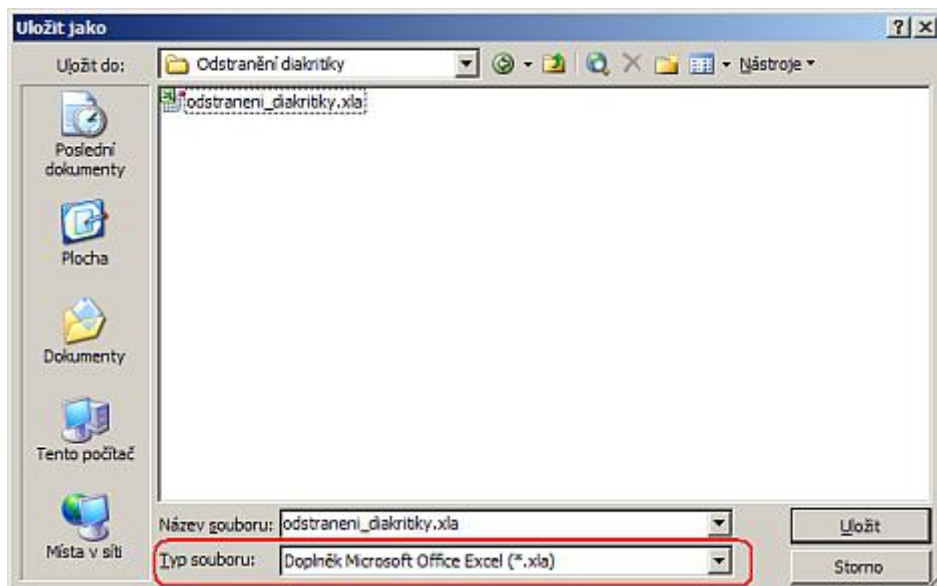 Uložit jako
Uložit do: Odstranění diakritiky Nástroje
odstraneni_diakritiky.xla
Poslední
dokumenty
Plocha
Dokumenty
Tento počítač
Místa v síti
Název souboru: odstraneni_diakritiky.xla Uložit
Typ souboru: Doplněk Microsoft Office Excel (*.xla) Storno